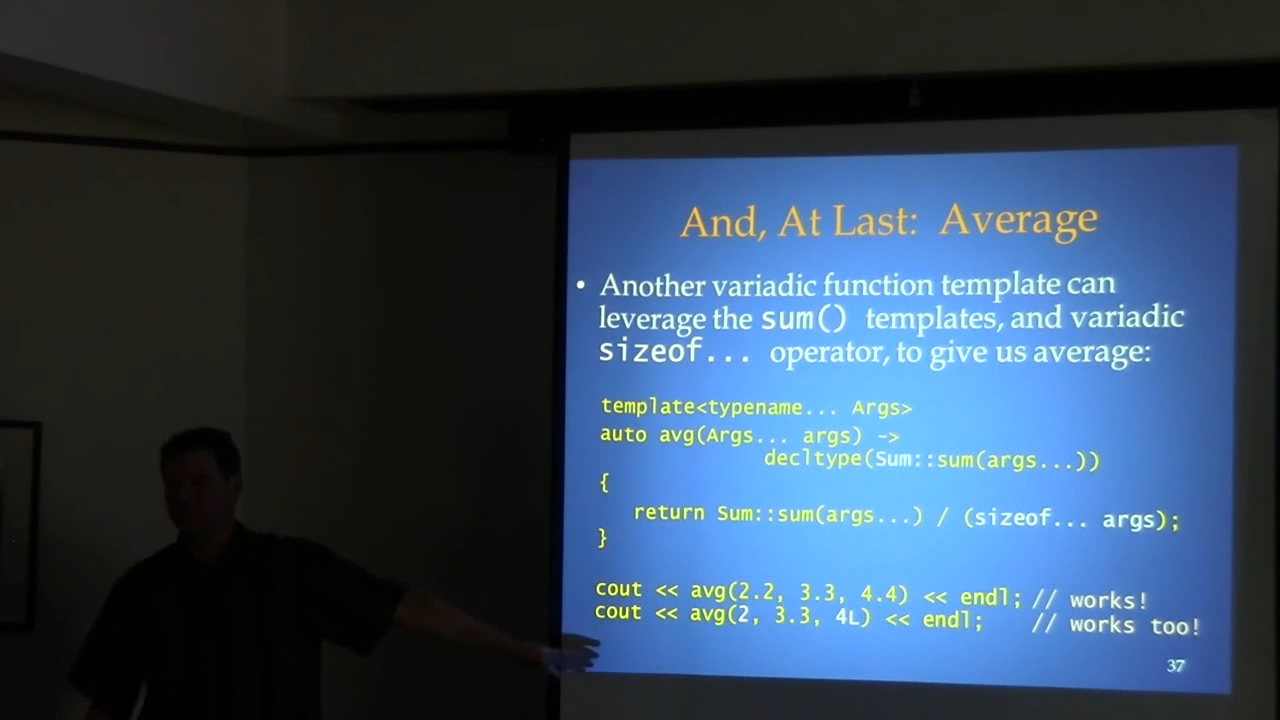 And, At Last: Average
• Another variadic function template can
leverage the sum() templates, and variadic
sizeof... operator, to give us average:
template<typename... Args>
auto avg(Args... args) ->
decltype(Sum::sum(args...))
{
return Sum::sum(args...) / (sizeof... args);
}
cout << avg(2.2, 3.3, 4.4) << endl; // works!
cout << avg(2, 3.3, 4L) << endl; // works too!
37